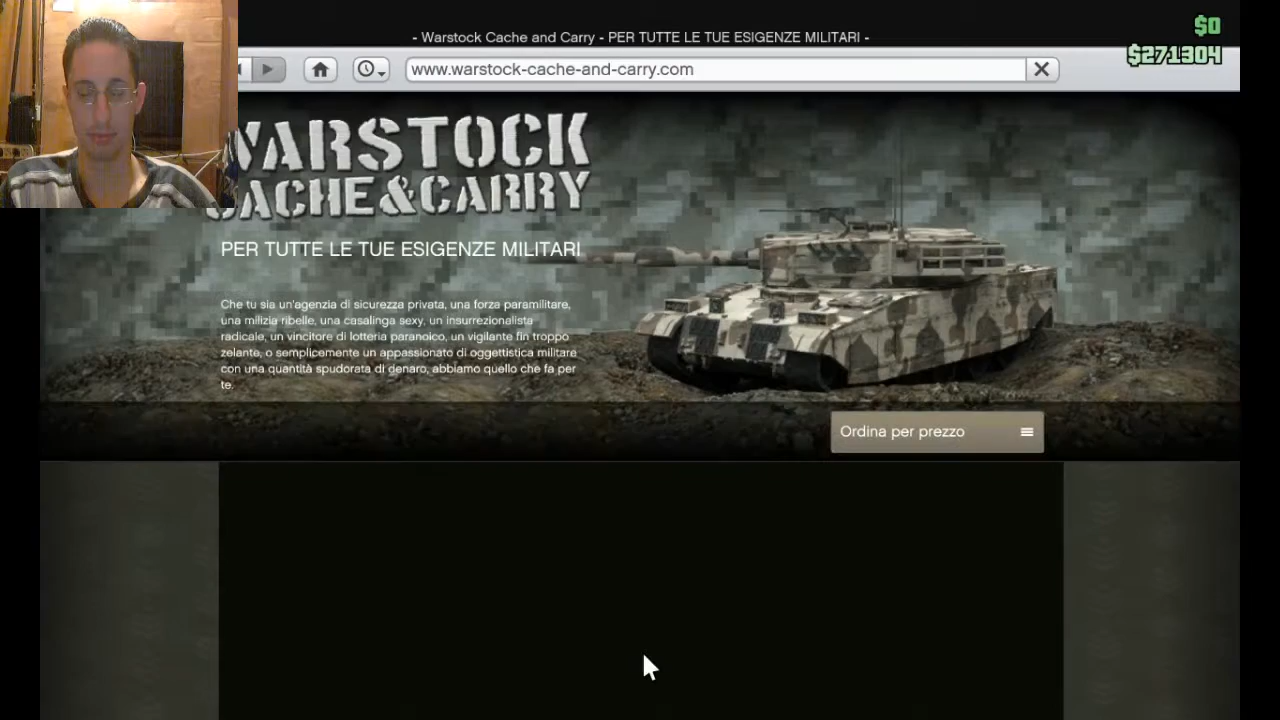 $0
- Warstock Cache and Carry - PER TUTTE LE TUE ESIGENZE MILITARI -
$271304
www.warstock-cache-and-carry.com
WARSTOCK
CACHE&CARRY
PER TUTTE LE TUE ESIGENZE MILITARI
Che tu sia un'agenzia di sicurezza privata, una forza paramilitare,
una milizia ribelle, una casalinga sexy, un insurrezionalista
radicale, un vincitore di lotteria paranoico, un vigilante fin troppo
zelante, o semplicemente un appassionato di oggettistica militare
con una quantità spudorata di denaro, abbiamo quello che fa per
te.
Ordina per prezzo